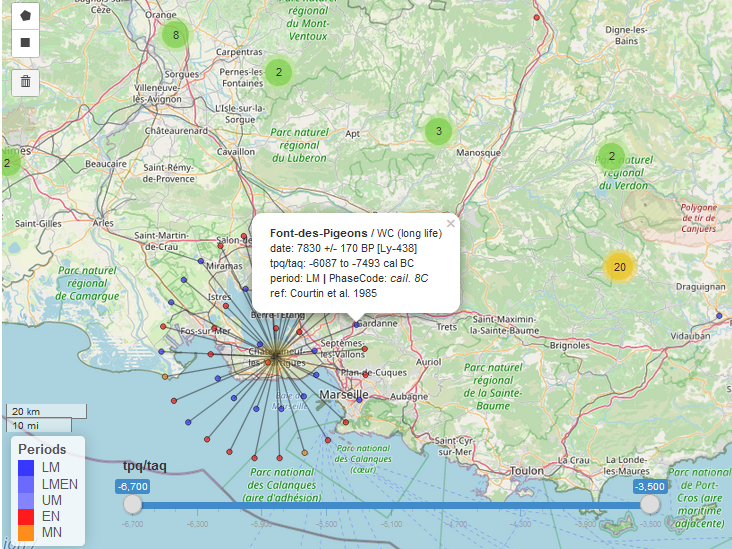 Orange
Cèze
régional
du Mont-
Ventoux
Digne-les-
Bains
8
Carpentras
Sorgues
Pernes-les-
Fontaines
2
Villeneuve-
lès-Avignon
L'Isle-sur-la-
Sorgue
Châteaurenard
Parc naturel
régional
du Luberon
Apt
3
Manosque
2
régional
du Verdon
2
Cavaillon
Beaucaire
Saint-Rémy-
de-Provence
Saint-Gilles
Arles
Polygone
de tir de
Canjuers
Saint-Martin-
de-Crau
Font-des-Pigeons / WC (long life)
date: 7830 +/- 170 BP [Ly-438]
tpq/taq: -6087 to -7493 cal BC
period: LM | PhaseCode: cail. 8C
ref: Courtin et al. 1985
×
Miramas
Parc naturel
régional
de Camargue
Istres
20
Draguignan
Berre-l'Étang
Fos-sur-Mer
Gardanne
Trets
Saint-Maximin-
la-Sainte-Baume
Vidauban
Brignoles
Septèmes-
les-Vallons
Auriol
Plan-de-Cuques
Parc naturel
régional
de la Sainte-
Baume
Marseille
Aubagne
20 km
10 mi
Saint-Cyr-
sur-Mer
Parc national
des Calanques
(cœur)
La Crau
La Londe-
les-Maures
Toulon
Parc national
des Calanques
(aire d'adhésion)
Parc national
de Port-
Cros (aire
maritime
adjacente)
Periods
LM
LMEN
UM
EN
MN
tpq/taq
-6,700
-3,500
-6,700
-6,300
-5,900
-5,500
-5,100
-4,700
-4,300
-3,900
-3,500